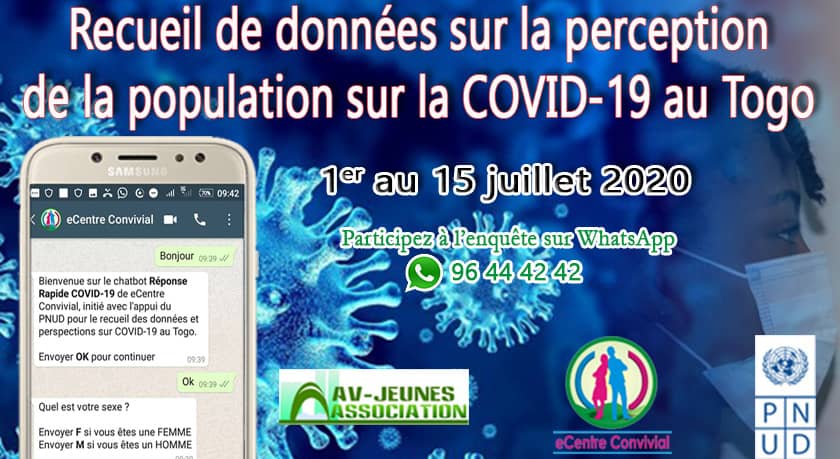 Recueil de données sur la perception
de la population sur la COVID-19 au Togo
1er au 15 juillet 2020
Participez à l'enquête sur WhatsApp
96 44 42 42
SAMSUNG
70% 09:42
eCentre Convivial
Bonjour 09:39
Bienvenue sur le chatbot Réponse
Rapide COVID-19 de eCentre
Convivial, initié avec l'appui du
PNUD pour le recueil des données et
perspections sur COVID-19 au Togo.
Envoyer OK pour continuer
09:39
Ok 09:39
Quel est votre sexe ?
Envoyer F si vous êtes une FEMME
Envoyer M si vous êtes un HOMME
09:39
AV-JEUNES
ASSOCIATION
eCentre Convivial
P N
U D